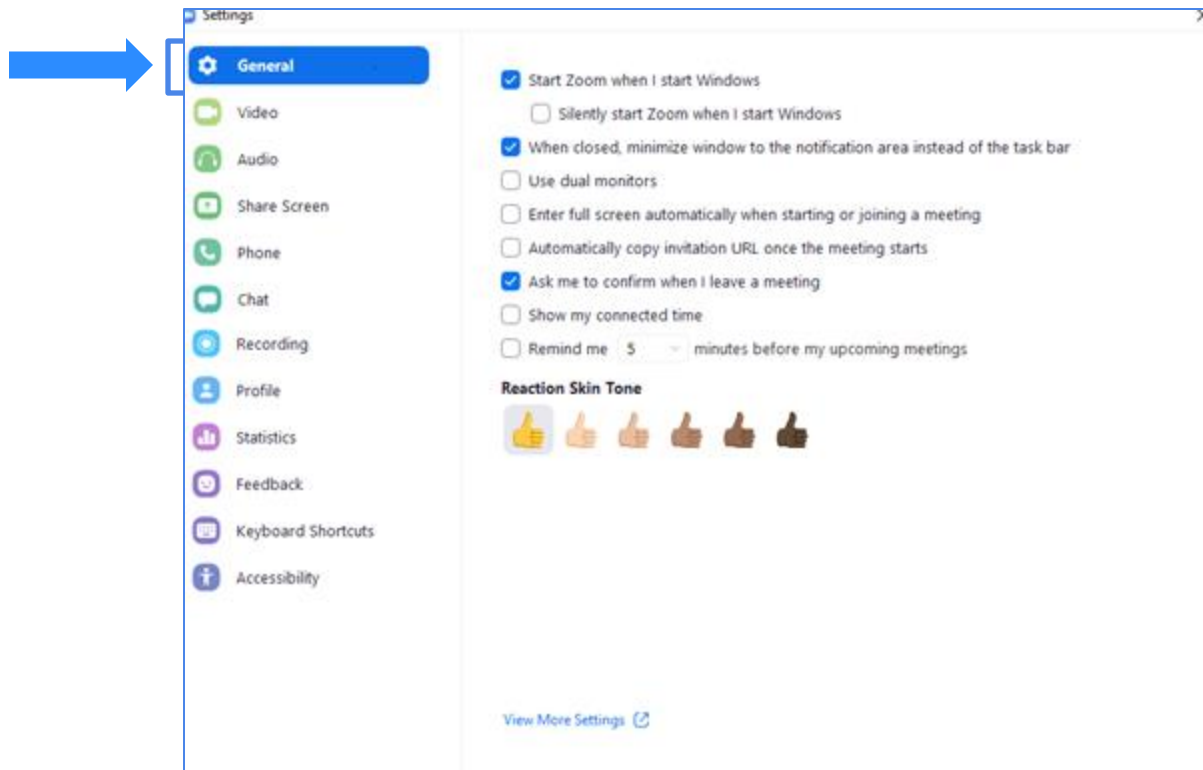 Settings
General
Video
Audio
Share Screen
Phone
Chat
Recording
Profile
Statistics
Feedback
Keyboard Shortcuts
Accessibility
Start Zoom when I start Windows
Silently start Zoom when I start Windows
When closed, minimize window to the notification area instead of the task bar
Use dual monitors
Enter full screen automatically when starting or joining a meeting
Automatically copy invitation URL once the meeting starts
Ask me to confirm when I leave a meeting
Show my connected time
Remind me 5 minutes before my upcoming meetings
Reaction Skin Tone
View More Settings